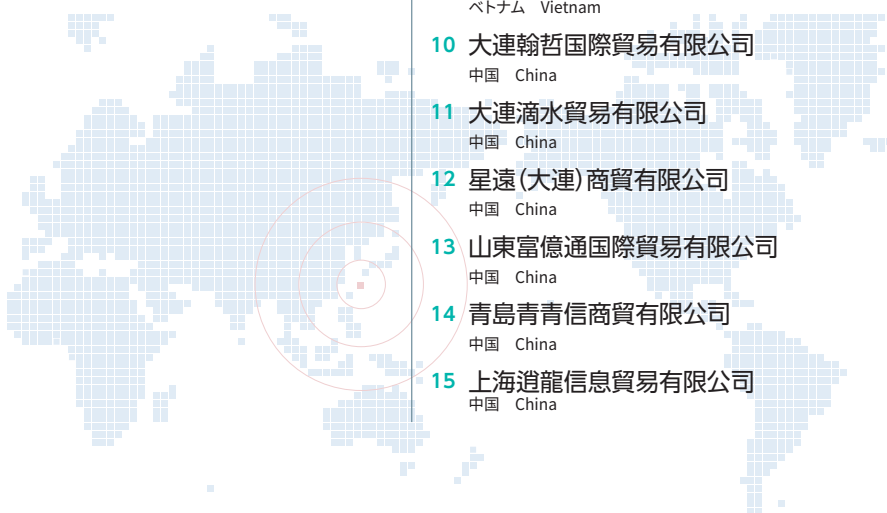 ベトナム　Vietnam
10 大連翰哲国際貿易有限公司
中国　China
11 大連滴水貿易有限公司
中国　China
12 星遠(大連)商貿有限公司
中国　China
13 山東富億通国際貿易有限公司
中国　China
14 青島青青信商貿有限公司
中国　China
15 上海逍龍信息貿易有限公司
中国　China